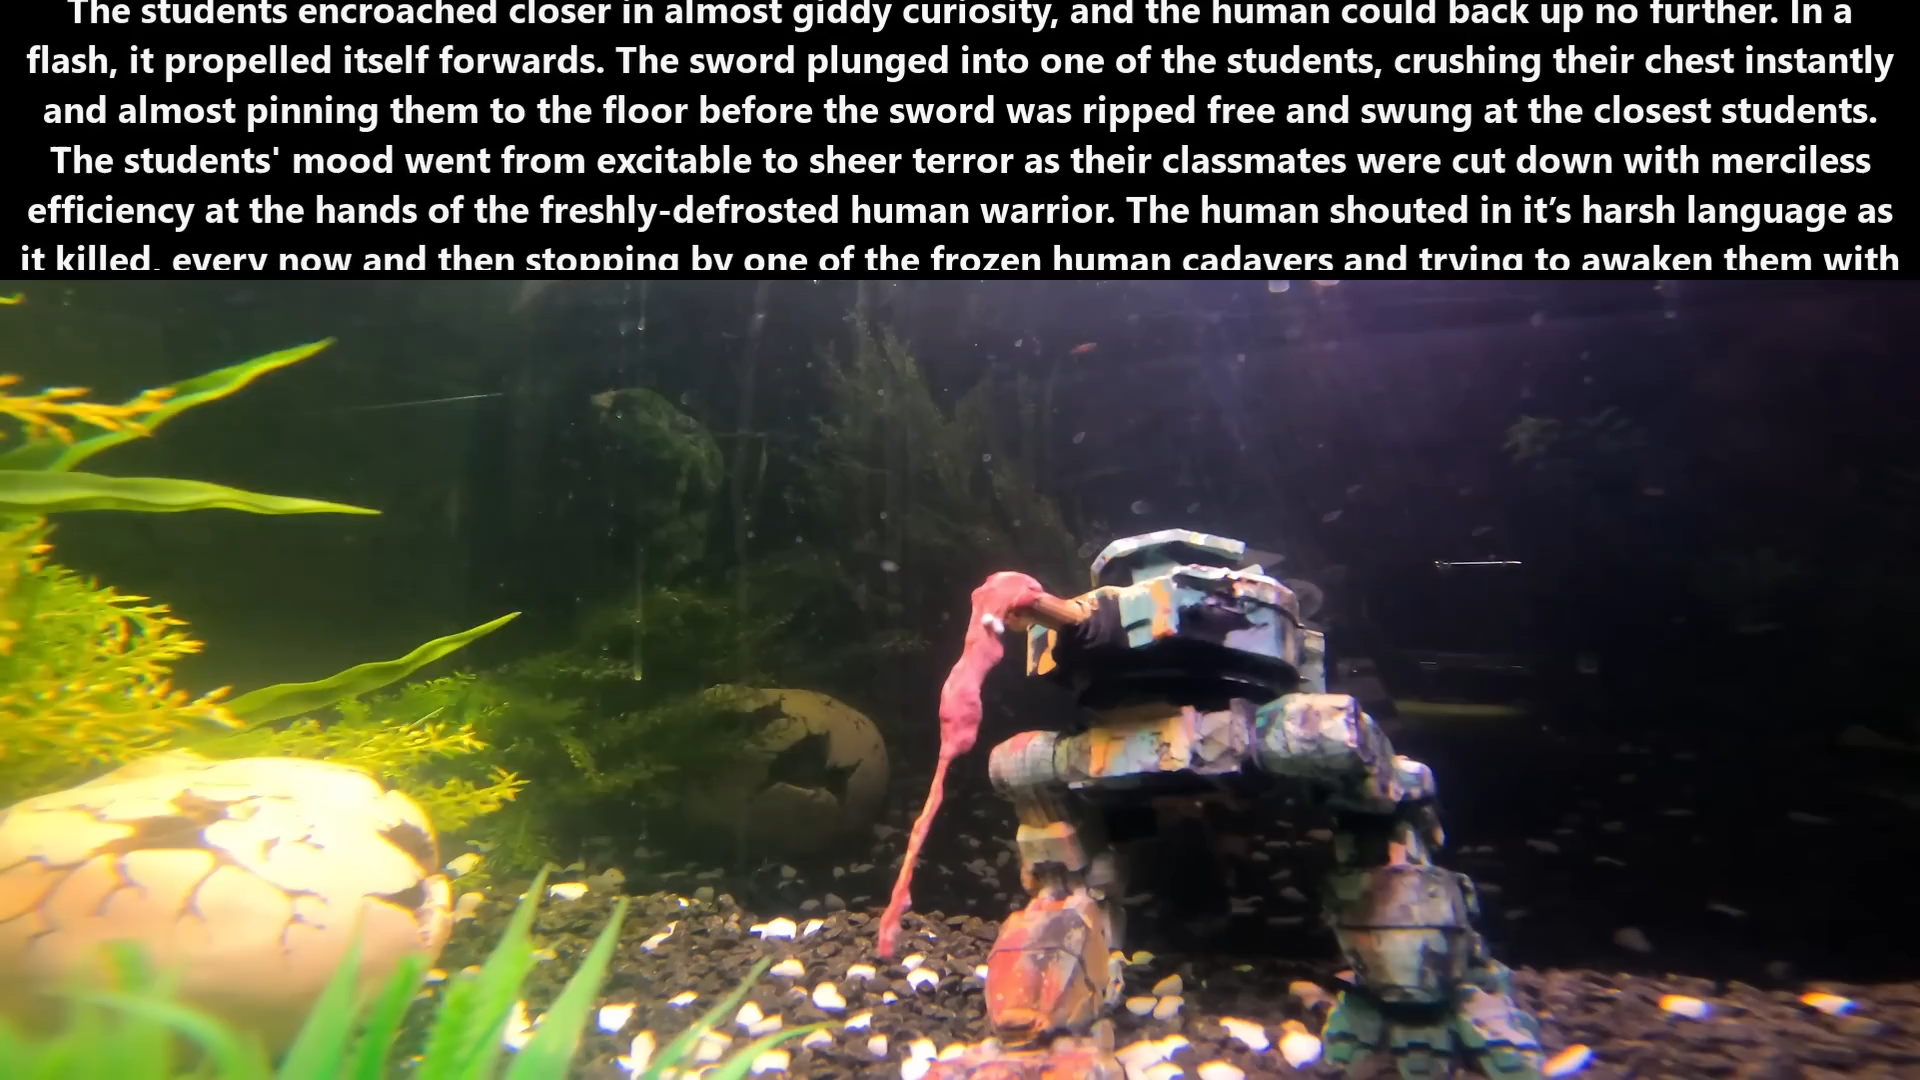 The students encroached closer in almost giddy curiosity, and the human could back up no further. In a
flash, it propelled itself forwards. The sword plunged into one of the students, crushing their chest instantly
and almost pinning them to the floor before the sword was ripped free and swung at the closest students.
The students' mood went from excitable to sheer terror as their classmates were cut down with merciless
efficiency at the hands of the freshly-defrosted human warrior. The human shouted in it’s harsh language as
it killed, every now and then stopping by one of the frozen human cadavers and trying to awaken them with